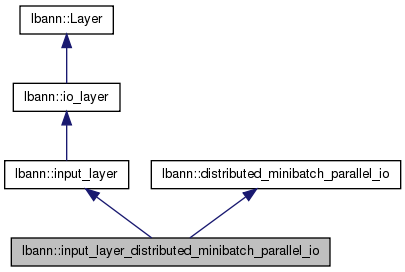 lbann::Layer
lbann::io_layer
lbann::input_layer
lbann::distributed_minibatch_parallel_io
lbann::input_layer_distributed_minibatch_parallel_io